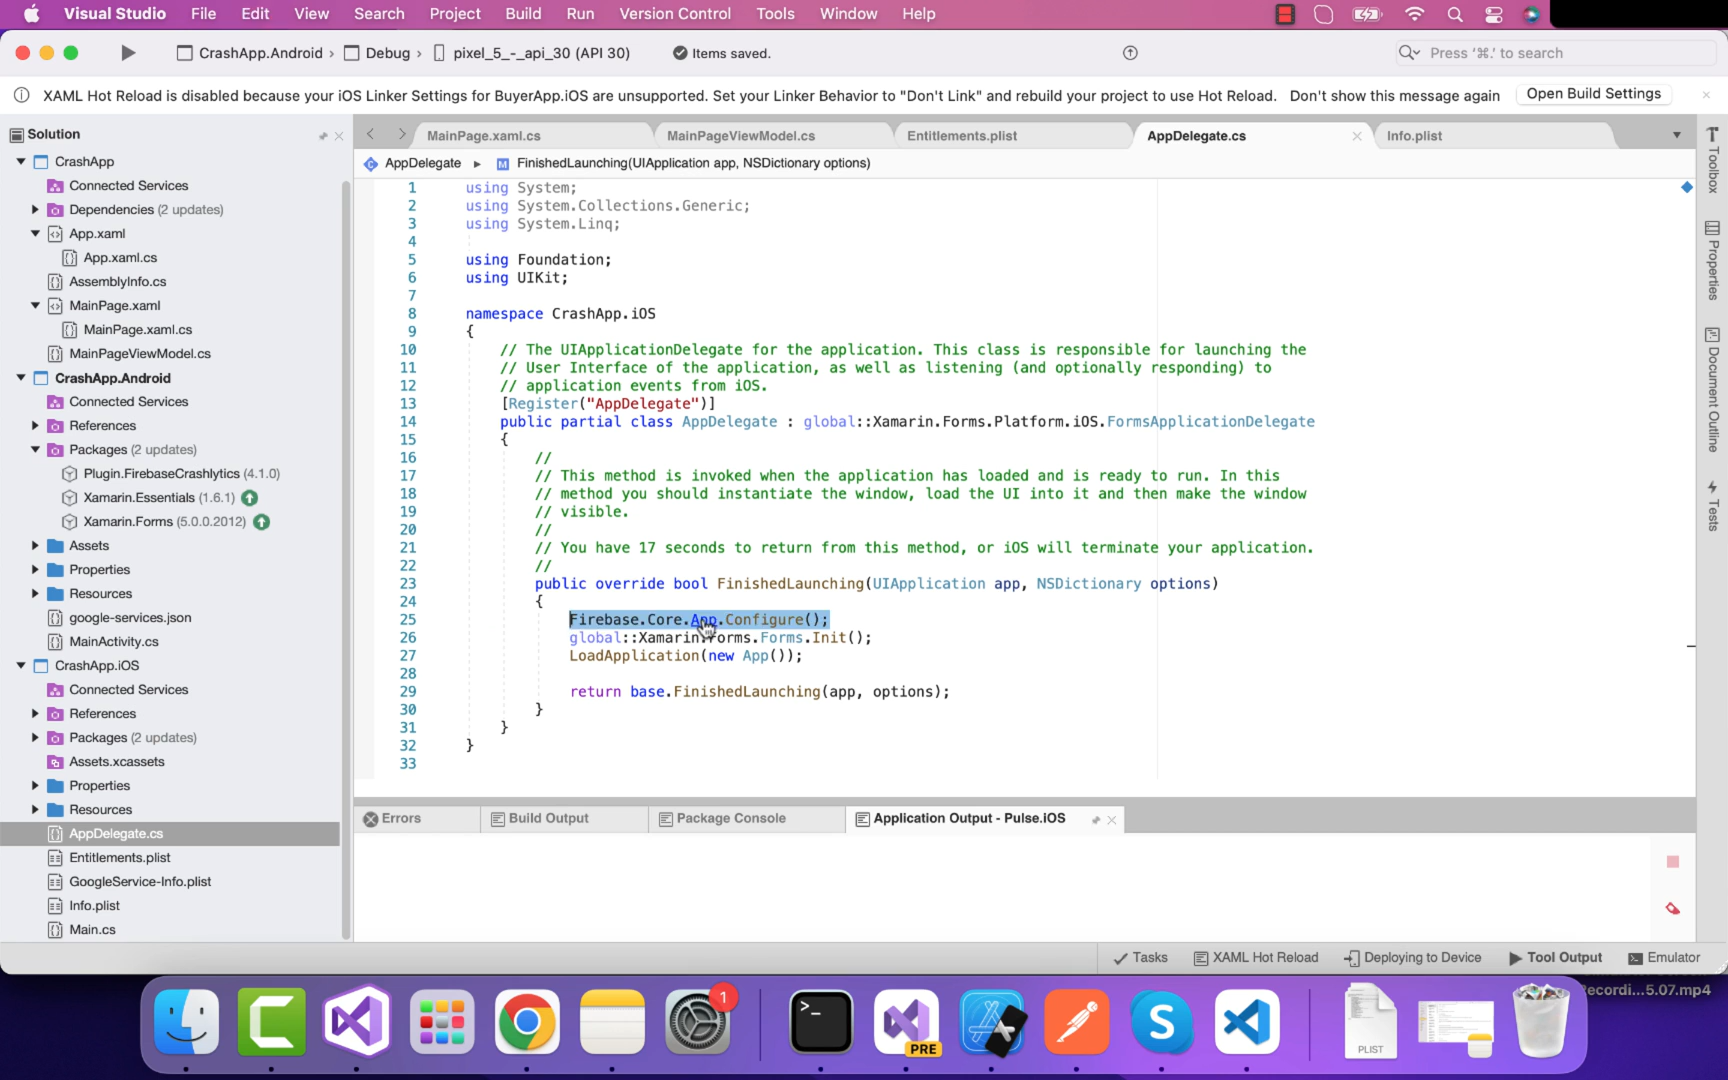 Visual Studio File Edit View Search Project Build Run Version Control Tools Window Help
CrashApp.Android › Debug › pixel_5_-_api_30 (API 30) Items saved. Press ‘⌘.’ to search
XAML Hot Reload is disabled because your iOS Linker Settings for BuyerApp.iOS are unsupported. Set your Linker Behavior to "Don't Link" and rebuild your project to use Hot Reload. Don't show this message again Open Build Settings
Solution
CrashApp
Connected Services
Dependencies (2 updates)
App.xaml
App.xaml.cs
AssemblyInfo.cs
MainPage.xaml
MainPage.xaml.cs
MainPageViewModel.cs
CrashApp.Android
Connected Services
References
Packages (2 updates)
Plugin.FirebaseCrashlytics (4.1.0)
Xamarin.Essentials (1.6.1)
Xamarin.Forms (5.0.0.2012)
Assets
Properties
Resources
google-services.json
MainActivity.cs
CrashApp.iOS
Connected Services
References
Packages (2 updates)
Assets.xcassets
Properties
Resources
AppDelegate.cs
Entitlements.plist
GoogleService-Info.plist
Info.plist
Main.cs
MainPage.xaml.cs MainPageViewModel.cs Entitlements.plist AppDelegate.cs Info.plist
AppDelegate M FinishedLaunching(UIApplication app, NSDictionary options)
1 using System;
2 using System.Collections.Generic;
3 using System.Linq;
4
5 using Foundation;
6 using UIKit;
7
8 namespace CrashApp.iOS
9 {
10 // The UIApplicationDelegate for the application. This class is responsible for launching the
11 // User Interface of the application, as well as listening (and optionally responding) to
12 // application events from iOS.
13 [Register("AppDelegate")]
14 public partial class AppDelegate : global::Xamarin.Forms.Platform.iOS.FormsApplicationDelegate
15 {
16 //
17 // This method is invoked when the application has loaded and is ready to run. In this
18 // method you should instantiate the window, load the UI into it and then make the window
19 // visible.
20 //
21 // You have 17 seconds to return from this method, or iOS will terminate your application.
22 //
23 public override bool FinishedLaunching(UIApplication app, NSDictionary options)
24 {
25 Firebase.Core.App.Configure();
26 global::Xamarin.Forms.Forms.Init();
27 LoadApplication(new App());
28
29 return base.FinishedLaunching(app, options);
30 }
31 }
32 }
33
Toolbox
Properties
Document Outline
Tests
Errors Build Output Package Console Application Output - Pulse.iOS
Tasks XAML Hot Reload Deploying to Device Tool Output Emulator
ecordi...5.07.mp4
1
>_
PRE
S
PLIST